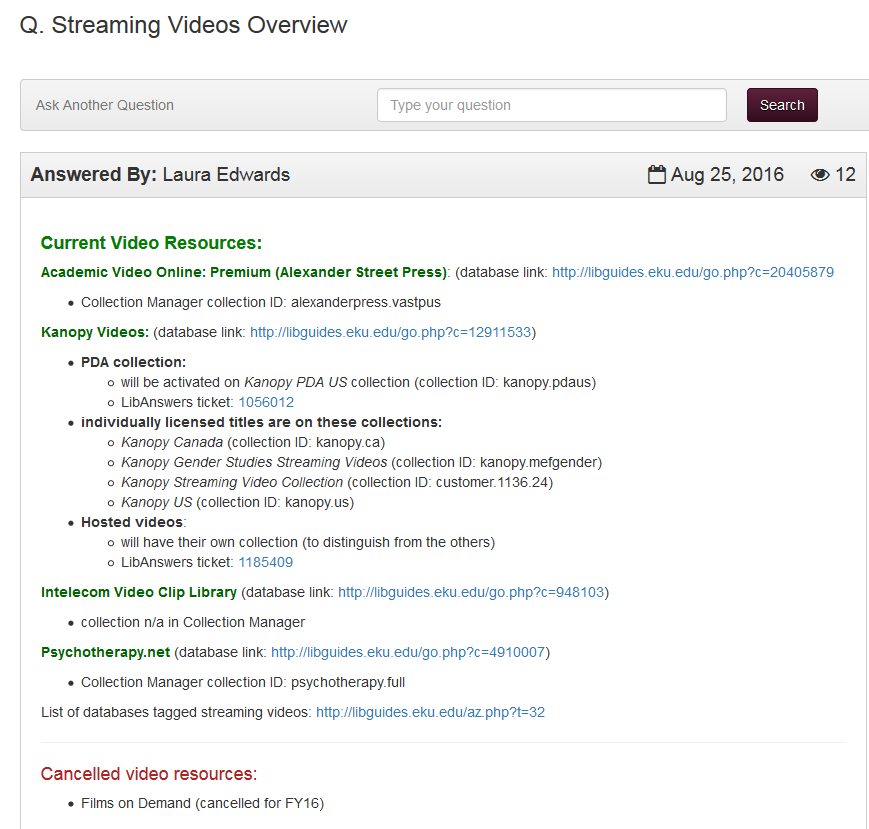 Q. Streaming Videos Overview
Ask Another Question Type your question Search
Answered By: Laura Edwards Aug 25, 2016 12
Current Video Resources:
Academic Video Online: Premium (Alexander Street Press): (database link: http://libguides.eku.edu/go.php?c=20405879
• Collection Manager collection ID: alexanderpress.vastpus
Kanopy Videos: (database link: http://libguides.eku.edu/go.php?c=12911533)
• PDA collection:
○ will be activated on Kanopy PDA US collection (collection ID: kanopy.pdaus)
○ LibAnswers ticket: 1056012
• individually licensed titles are on these collections:
○ Kanopy Canada (collection ID: kanopy.ca)
○ Kanopy Gender Studies Streaming Videos (collection ID: kanopy.mefgender)
○ Kanopy Streaming Video Collection (collection ID: customer.1136.24)
○ Kanopy US (collection ID: kanopy.us)
• Hosted videos:
○ will have their own collection (to distinguish from the others)
○ LibAnswers ticket: 1185409
Intelecom Video Clip Library (database link: http://libguides.eku.edu/go.php?c=948103)
• collection n/a in Collection Manager
Psychotherapy.net (database link: http://libguides.eku.edu/go.php?c=4910007)
• Collection Manager collection ID: psychotherapy.full
List of databases tagged streaming videos: http://libguides.eku.edu/az.php?t=32
Cancelled video resources:
• Films on Demand (cancelled for FY16)